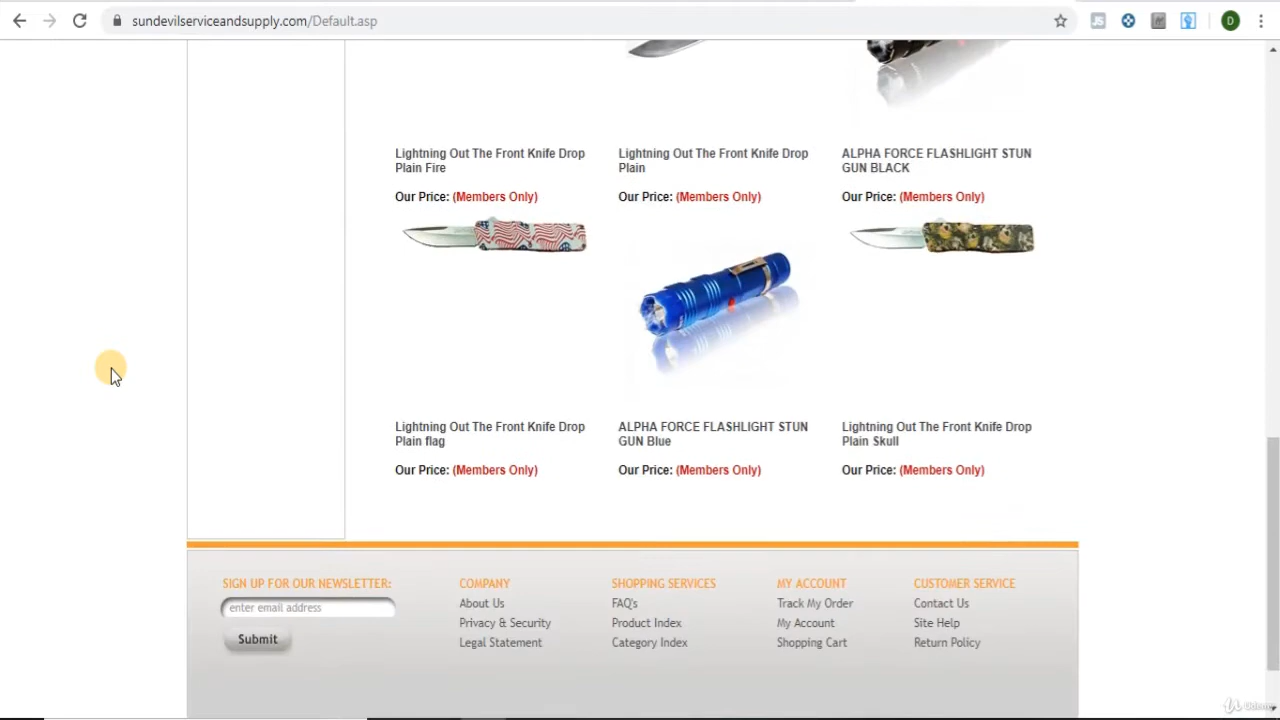 sundevilserviceandsupply.com/Default.asp
JS
D
Lightning Out The Front Knife Drop
Plain Fire
Our Price: (Members Only)
Lightning Out The Front Knife Drop
Plain
Our Price: (Members Only)
ALPHA FORCE FLASHLIGHT STUN
GUN BLACK
Our Price: (Members Only)
Lightning Out The Front Knife Drop
Plain flag
Our Price: (Members Only)
ALPHA FORCE FLASHLIGHT STUN
GUN Blue
Our Price: (Members Only)
Lightning Out The Front Knife Drop
Plain Skull
Our Price: (Members Only)
SIGN UP FOR OUR NEWSLETTER:
enter email address
Submit
COMPANY
About Us
Privacy & Security
Legal Statement
SHOPPING SERVICES
FAQ's
Product Index
Category Index
MY ACCOUNT
Track My Order
My Account
Shopping Cart
CUSTOMER SERVICE
Contact Us
Site Help
Return Policy
Udemy